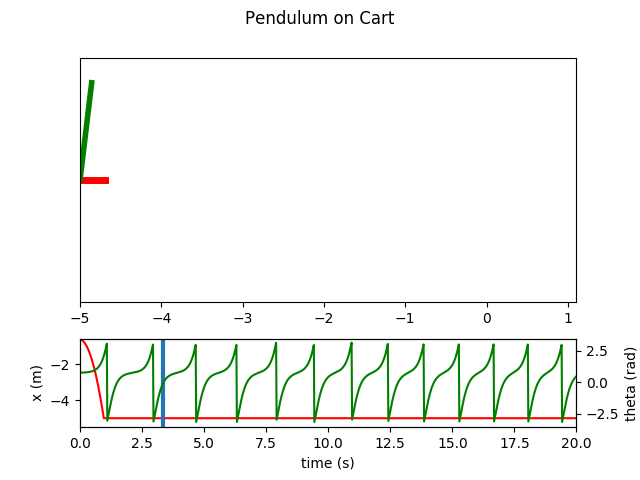 Pendulum on Cart
−5 −4 −3 −2 −1 0 1
−2
−4
x (m)
2.5
0.0
−2.5
theta (rad)
0.0 2.5 5.0 7.5 10.0 12.5 15.0 17.5 20.0
time (s)